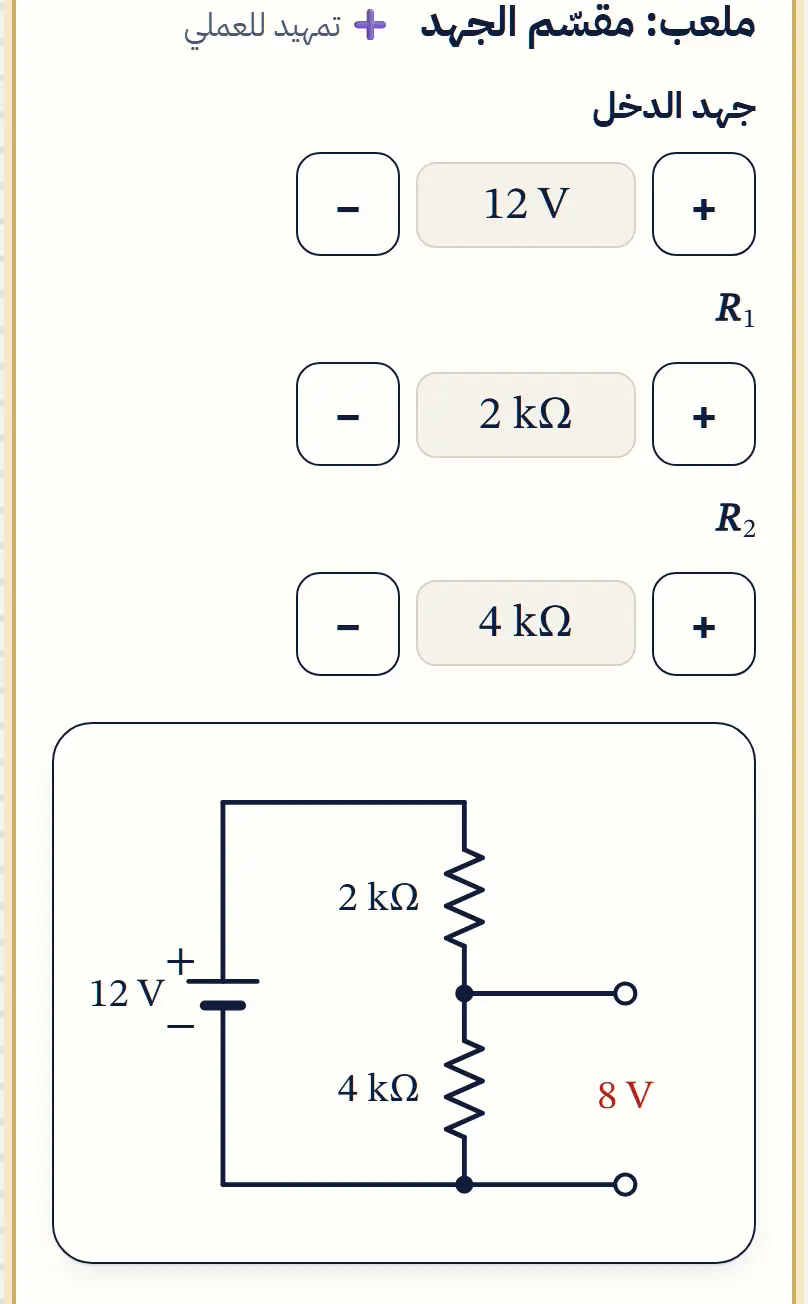 ملعب: مقسّم الجهد ➕ تمهيد للعملي
جهد الدخل
− 12 V +
R₁
− 2 kΩ +
R₂
− 4 kΩ +
2 kΩ
+
12 V
−
4 kΩ
8 V